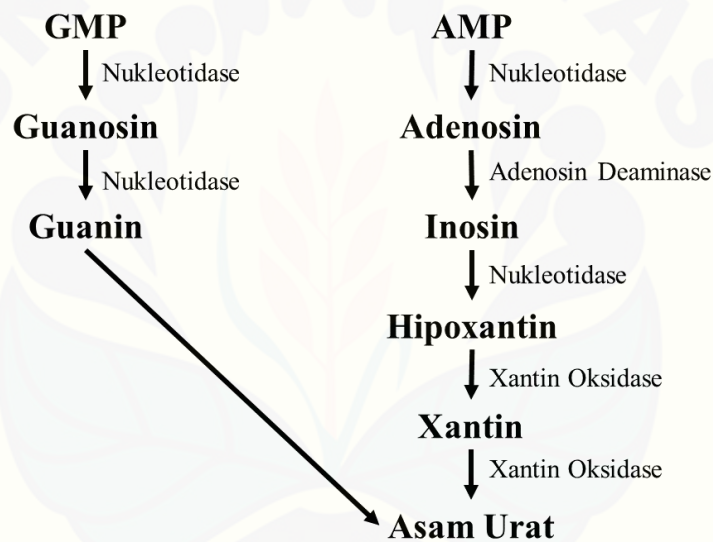 GMP
AMP
Nukleotidase
Nukleotidase
Guanosin
Adenosin
Nukleotidase
Adenosin Deaminase
Guanin
Inosin
Nukleotidase
Hipoxantin
Xantin Oksidase
Xantin
Xantin Oksidase
Asam Urat